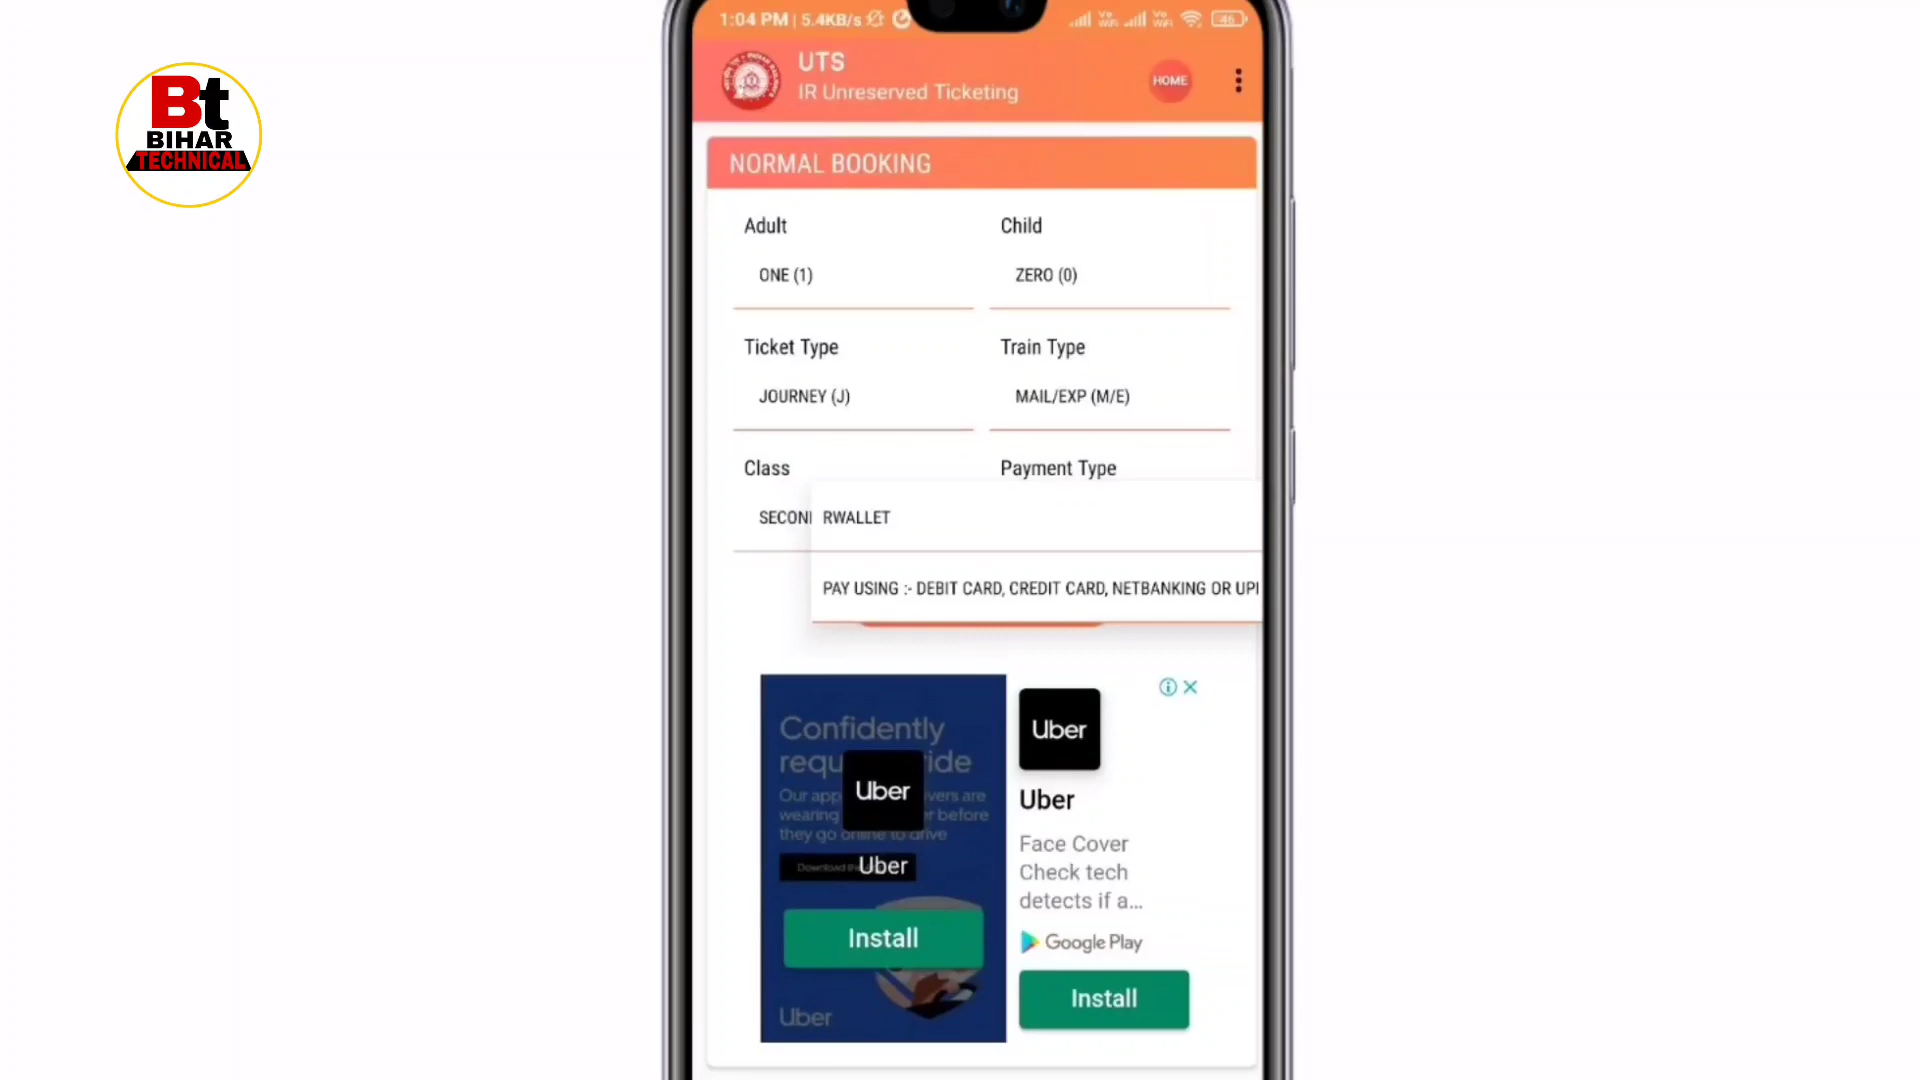 1:04 PM | 5.4KB/s
46
UTS
IR Unreserved Ticketing
HOME
Bt
BIHAR
TECHNICAL
NORMAL BOOKING
Adult
Child
ONE (1)
ZERO (0)
Ticket Type
Train Type
JOURNEY (J)
MAIL/EXP (M/E)
Class
Payment Type
SECON
RWALLET
PAY USING :- DEBIT CARD, CREDIT CARD, NETBANKING OR UPI
Confidently
requ ide
Our app vers are
wearing r before
they go online to drive
Uber
Download the
Uber
Install
Uber
Uber
Uber
Face Cover
Check tech
detects if a...
Google Play
Install